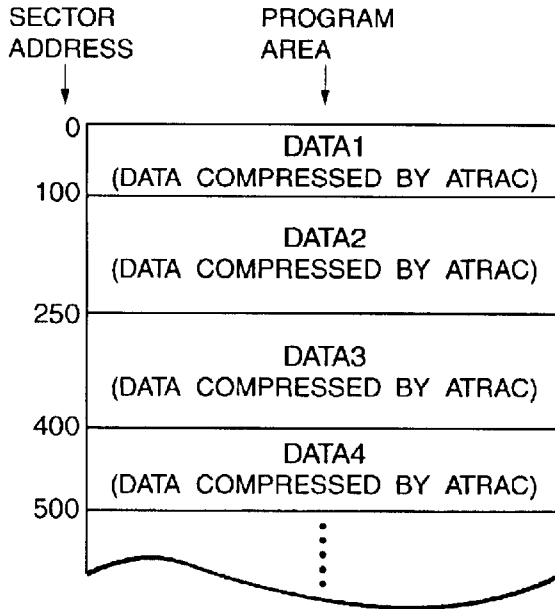 SECTOR ADDRESS
PROGRAM AREA
0
DATA1
(DATA COMPRESSED BY ATRAC)
100
DATA2
(DATA COMPRESSED BY ATRAC)
250
DATA3
(DATA COMPRESSED BY ATRAC)
400
DATA4
(DATA COMPRESSED BY ATRAC)
500